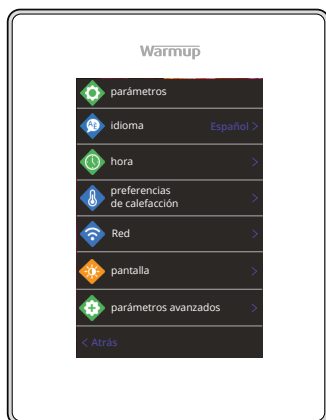 Warmup
parámetros
idioma Español >
hora >
preferencias
de calefacción >
Red >
pantalla >
parámetros avanzados >
< Atrás